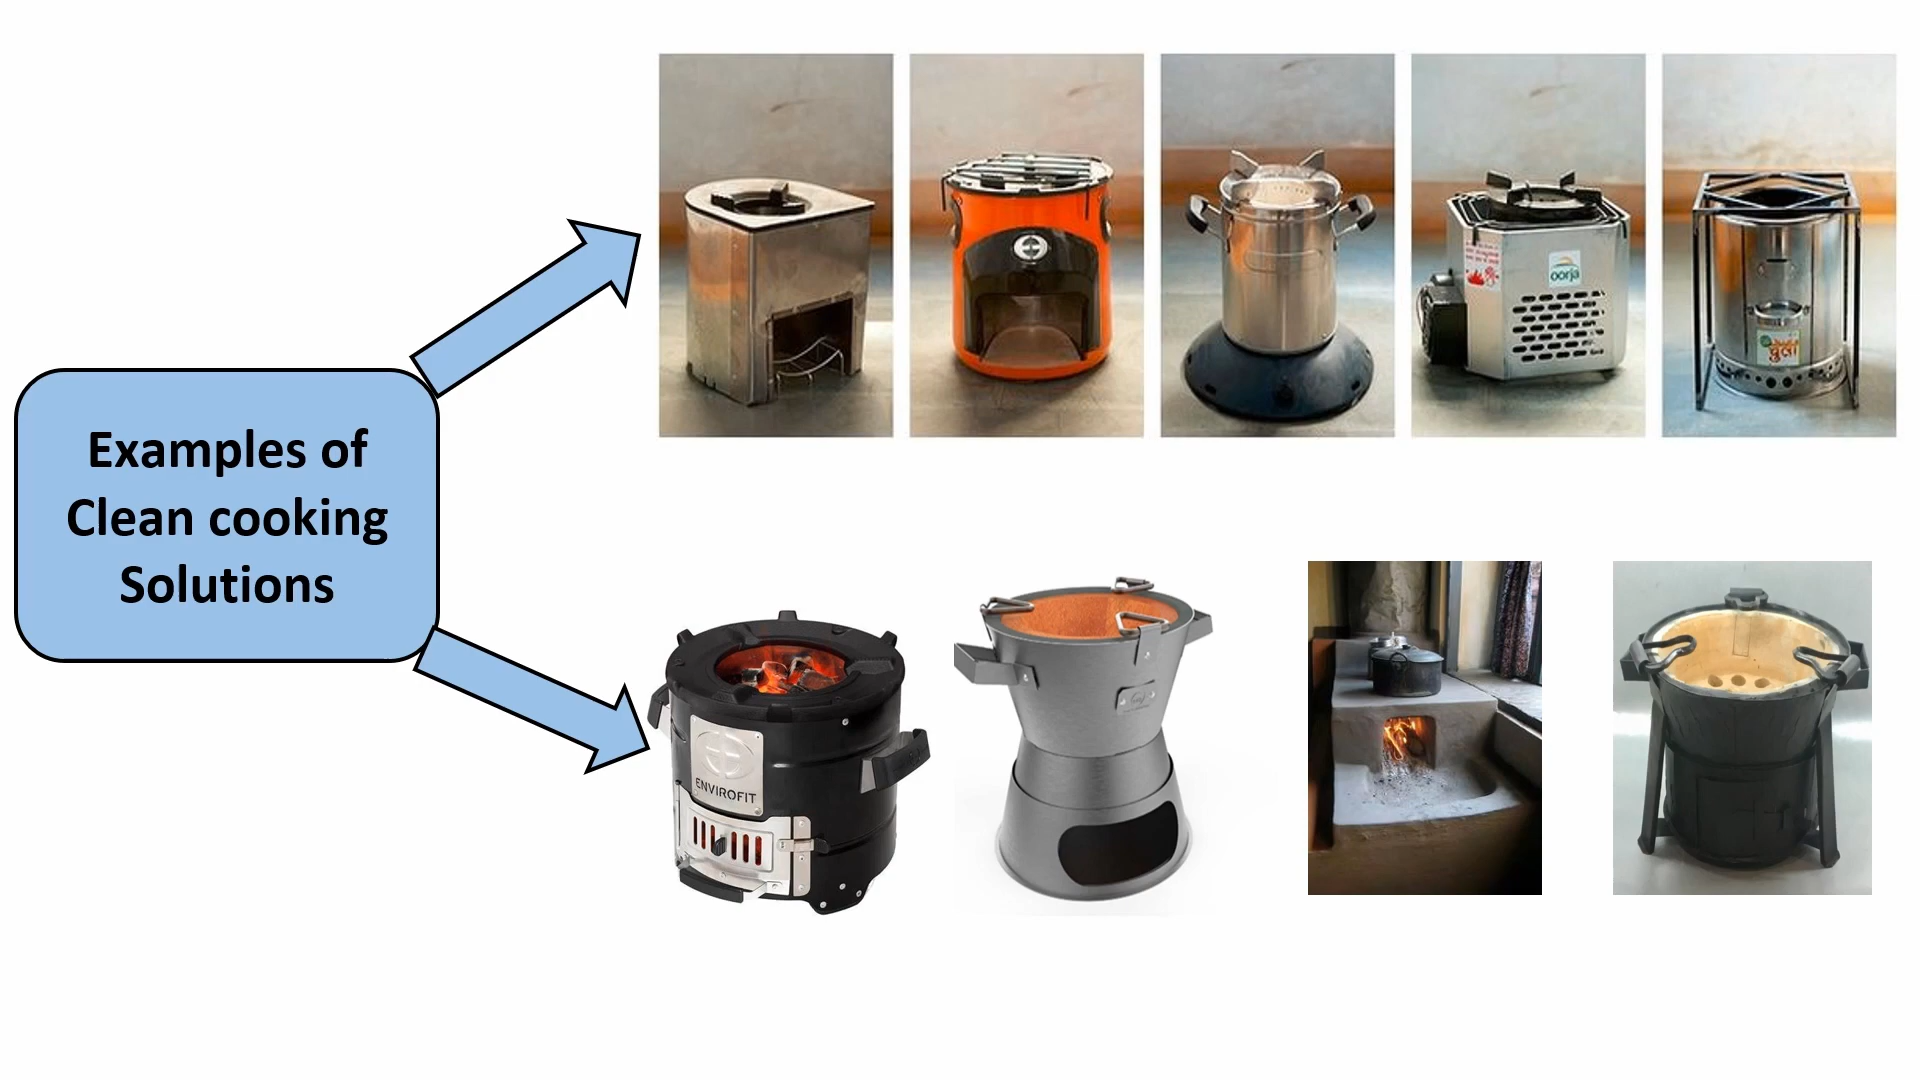 Examples of
Clean cooking
Solutions
oorja
चुला
ENVIROFIT